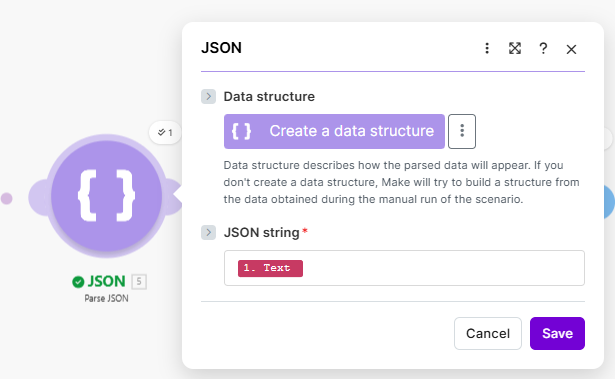 JSON
?
Data structure
{ } Create a data structure
Data structure describes how the parsed data will appear. If you
don't create a data structure, Make will try to build a structure from
the data obtained during the manual run of the scenario.
JSON string*
1. Text
Cancel
Save
1
{ }
JSON 5
Parse JSON